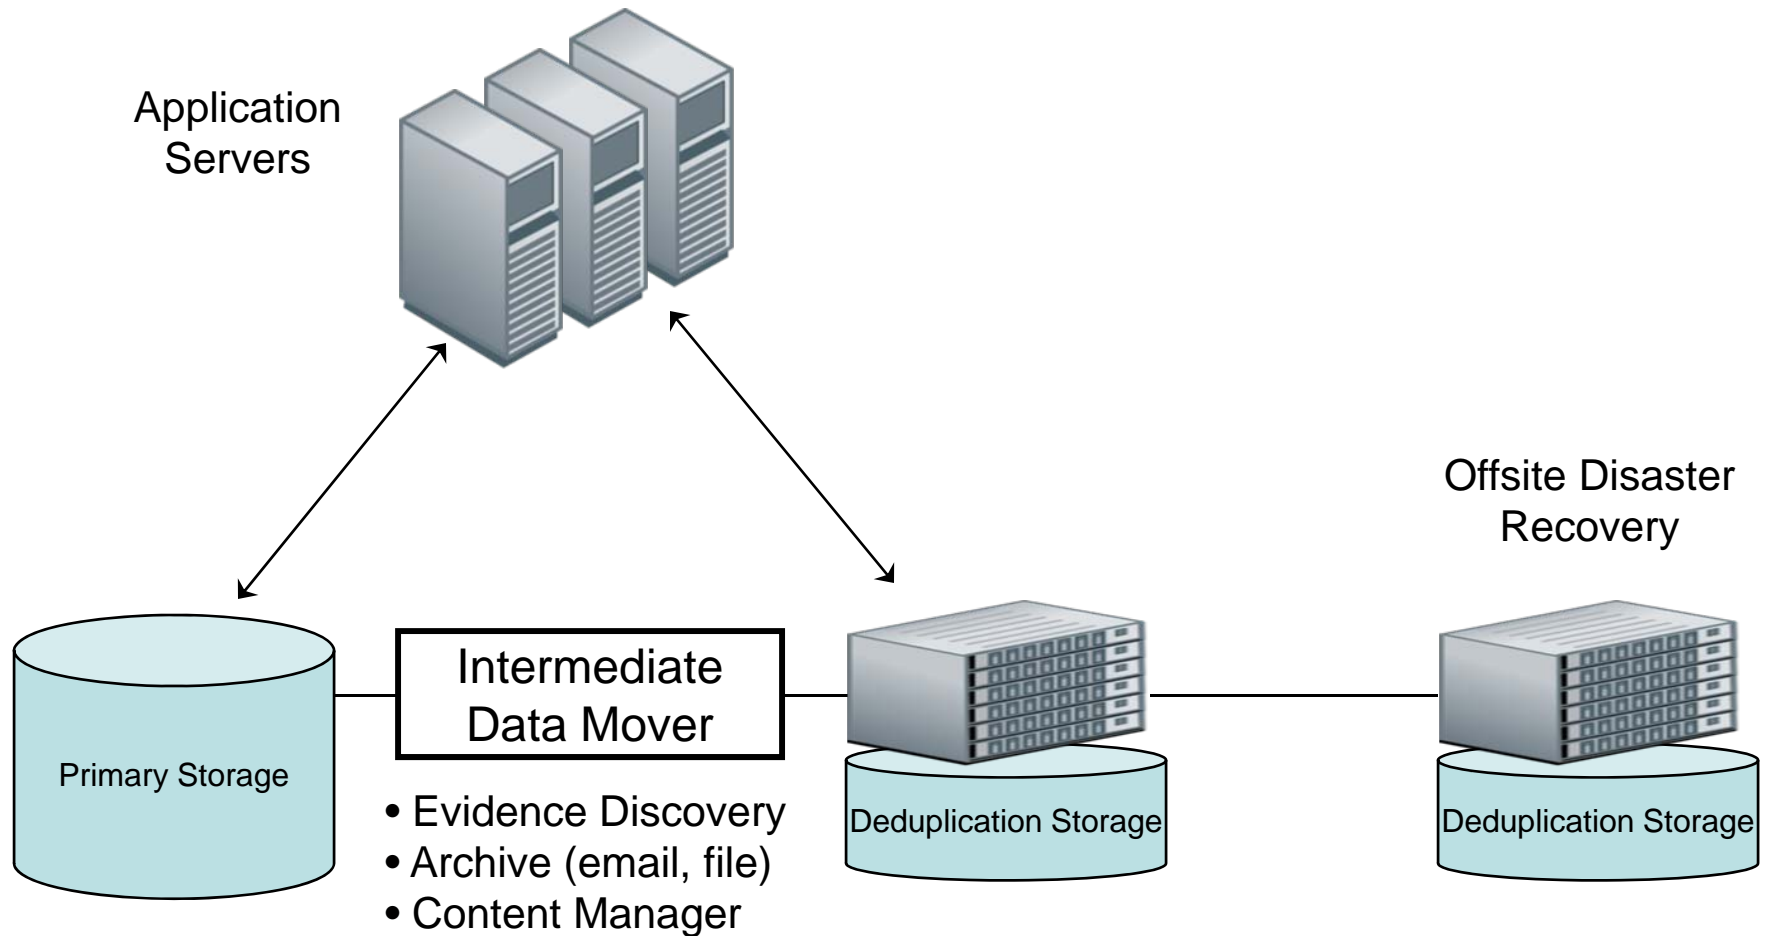 Application
Servers
Offsite Disaster
Recovery
Intermediate
Data Mover
Primary Storage
• Evidence Discovery
• Archive (email, file)
• Content Manager
Deduplication Storage
Deduplication Storage